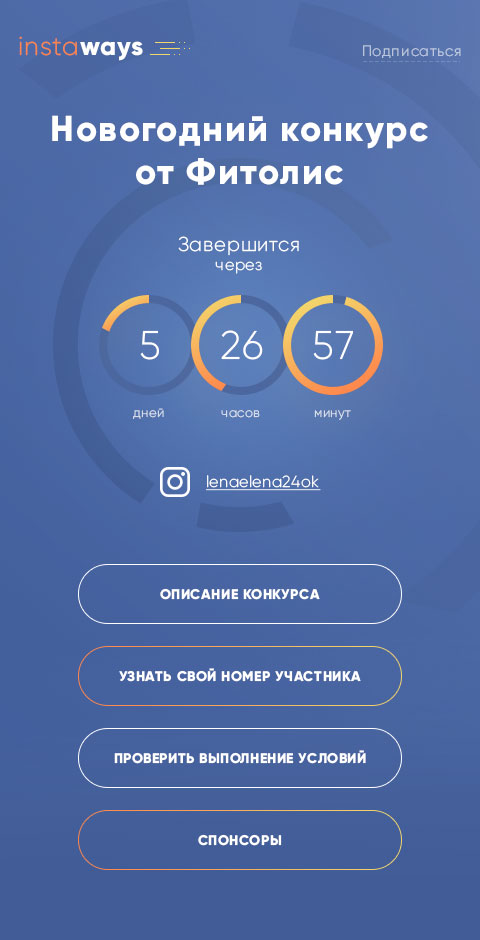 instaways
Подписаться
Новогодний конкурс
от Фитолис
Завершится
через
5 26 57
дней часов минут
lenaelena24ok
ОПИСАНИЕ КОНКУРСА
УЗНАТЬ СВОЙ НОМЕР УЧАСТНИКА
ПРОВЕРИТЬ ВЫПОЛНЕНИЕ УСЛОВИЙ
СПОНСОРЫ